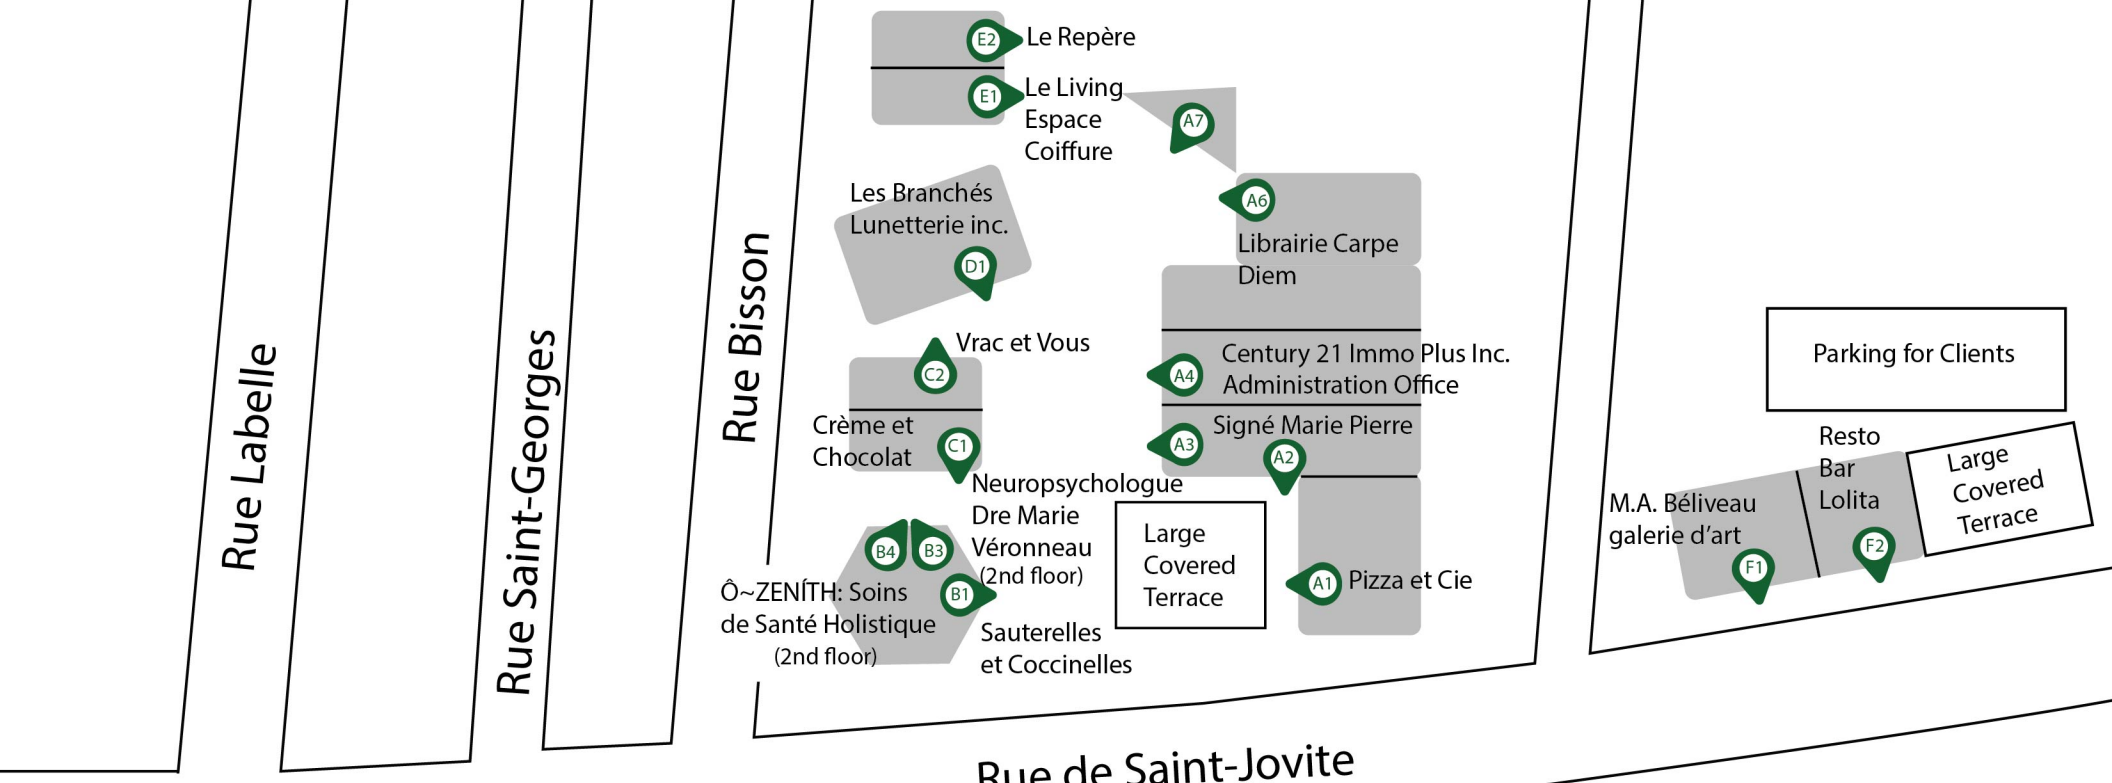 E2
Le Repère
E1
Le Living
Espace
Coiffure
A7
A6
Librairie Carpe
Diem
Les Branchés
Lunetterie inc.
D1
Vrac et Vous
C2
Crème et
Chocolat
C1
A4
Century 21 Immo Plus Inc.
Administration Office
A3
Signé Marie Pierre
A2
Neuropsychologue
Dre Marie
Véronneau
(2nd floor)
B4
B3
B1
Ô~ZENÍTH: Soins
de Santé Holistique
(2nd floor)
Sauterelles
et Coccinelles
Large
Covered
Terrace
A1
Pizza et Cie
Parking for Clients
Resto
Bar
Lolita
F2
M.A. Béliveau
galerie d’art
F1
Large
Covered
Terrace
Rue Labelle
Rue Saint-Georges
Rue Bisson
Rue de Saint-Jovite